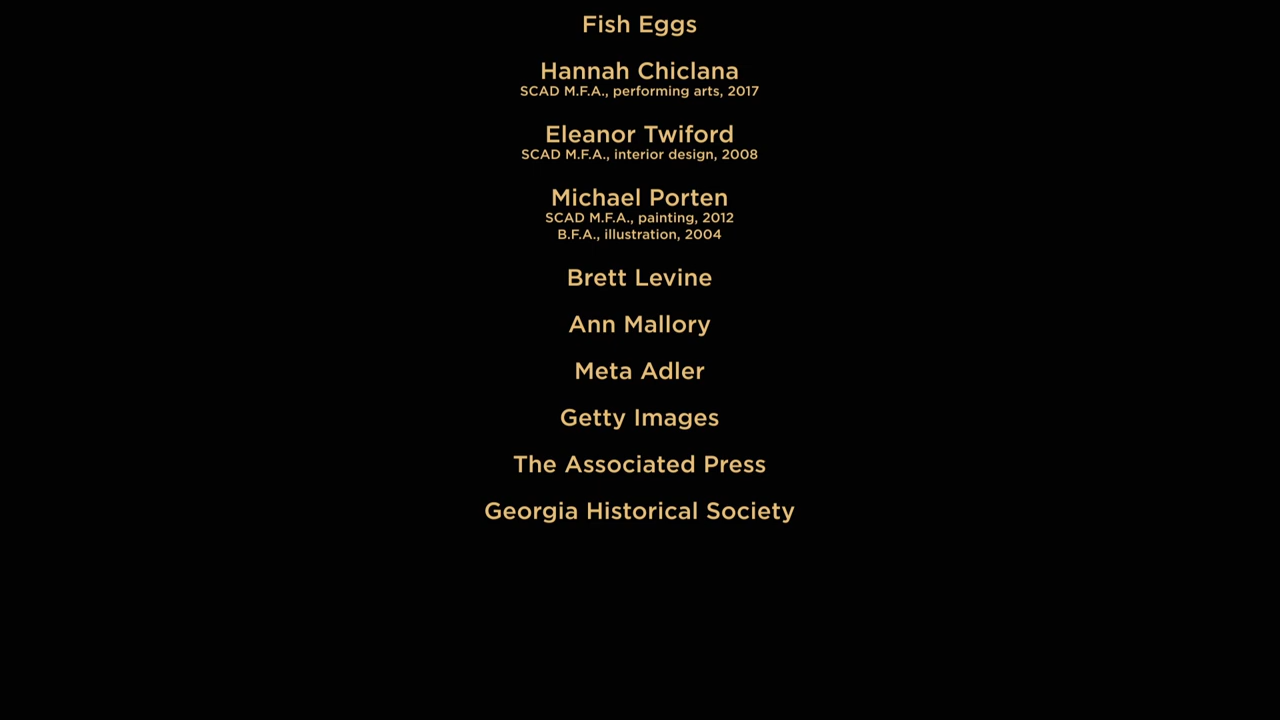 Fish Eggs
Hannah Chiclana
SCAD M.F.A., performing arts, 2017
Eleanor Twiford
SCAD M.F.A., interior design, 2008
Michael Porten
SCAD M.F.A., painting, 2012
B.F.A., illustration, 2004
Brett Levine
Ann Mallory
Meta Adler
Getty Images
The Associated Press
Georgia Historical Society